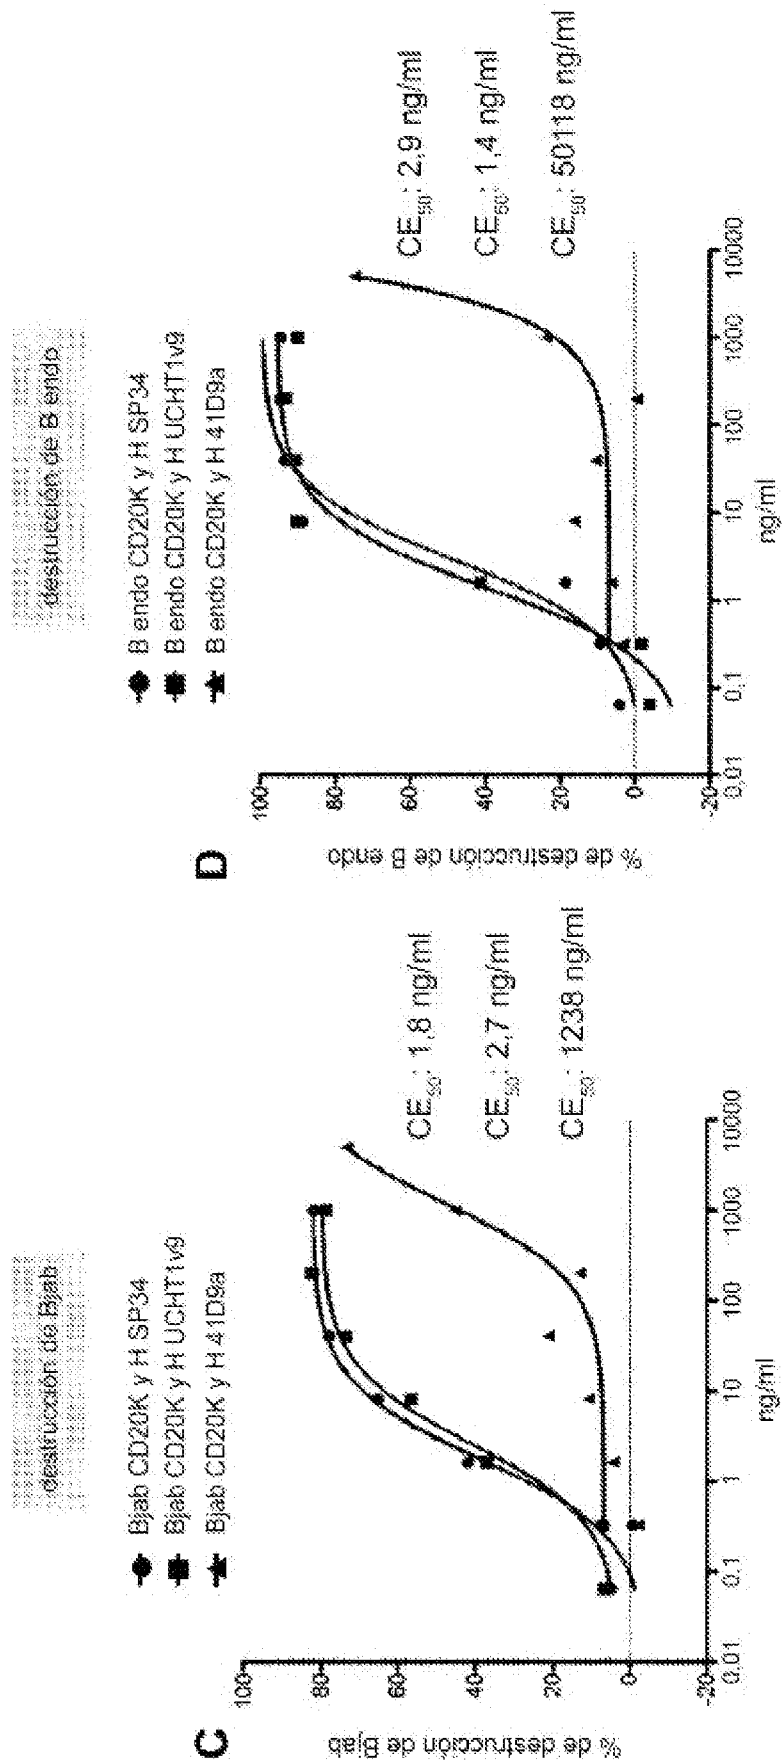 C
destrucción de Bjab
Bjab CD20K y H SP34
Bjab CD20K y H UCHT1v9
Bjab CD20K y H 41D9a
% de destrucción de Bjab
100
80
60
40
20
0
-20
0,01
0,1
1
10
100
1000
10000
ng/ml
CE50: 1,8 ng/ml
CE50: 2,7 ng/ml
CE50: 1238 ng/ml
D
destrucción de B endo
B endo CD20K y H SP34
B endo CD20K y H UCHT1v9
B endo CD20K y H 41D9a
% de destrucción de B endo
100
80
60
40
20
0
-20
0,01
0,1
1
10
100
1000
10000
ng/ml
CE50: 2,9 ng/ml
CE50: 1,4 ng/ml
CE50: 50118 ng/ml